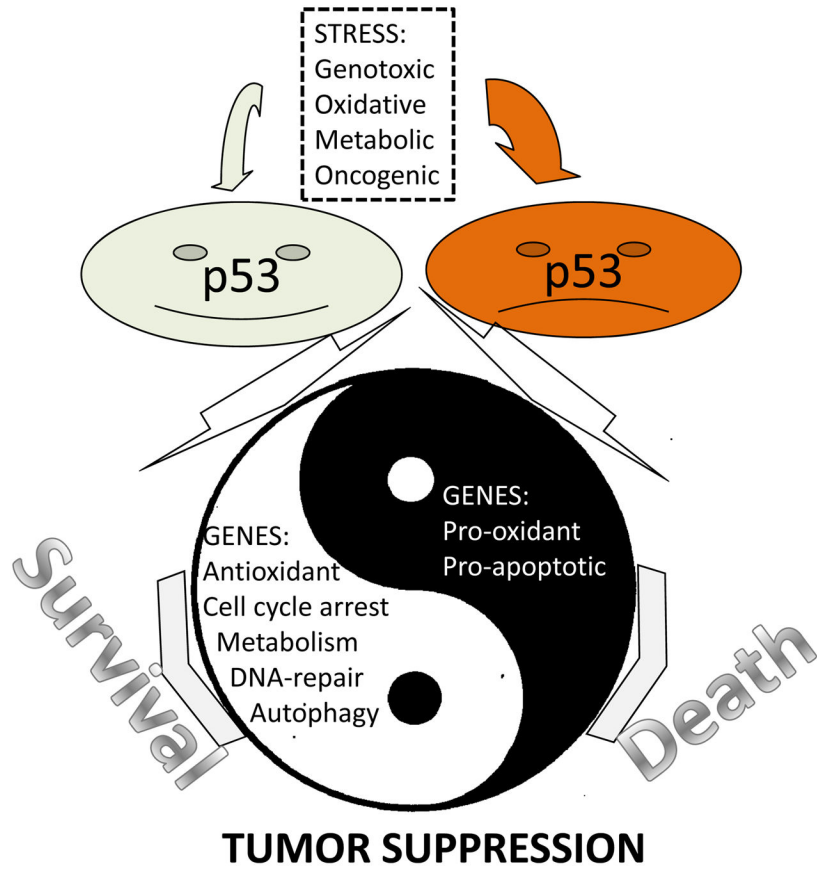 STRESS:
Genotoxic
Oxidative
Metabolic
Oncogenic
p53
p53
GENES:
Pro-oxidant
Pro-apoptotic
GENES:
Antioxidant
Cell cycle arrest
Metabolism
DNA-repair
Autophagy
Survival
Death
TUMOR SUPPRESSION